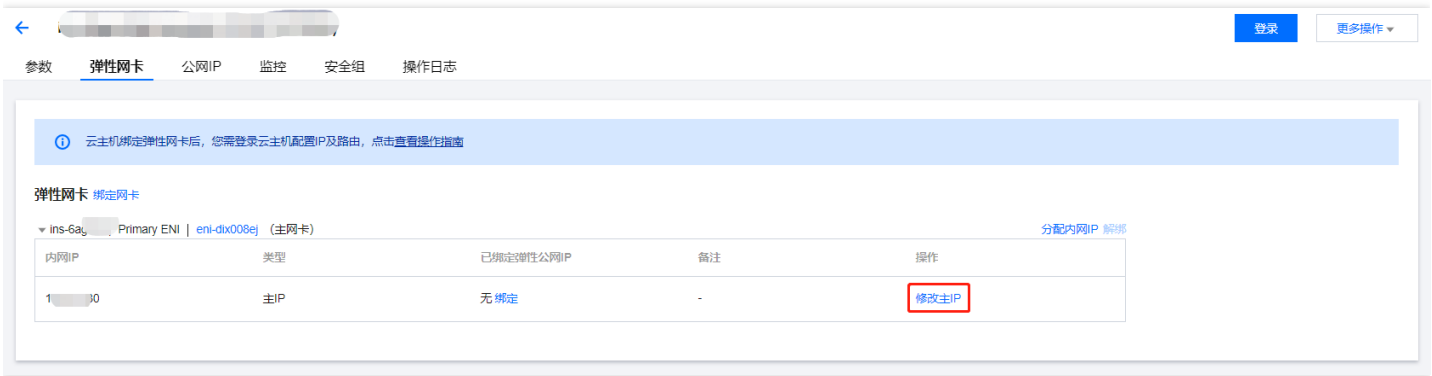 登录 更多操作
参数 弹性网卡 公网IP 监控 安全组 操作日志
云主机绑定弹性网卡后，您需登录云主机配置IP及路由，点击查看操作指南
弹性网卡 绑定网卡
ins-6ag Primary ENI | eni-dix008ej (主网卡) 分配内网IP 解绑
内网IP 类型 已绑定弹性公网IP 备注 操作
主IP 无 绑定 - 修改主IP